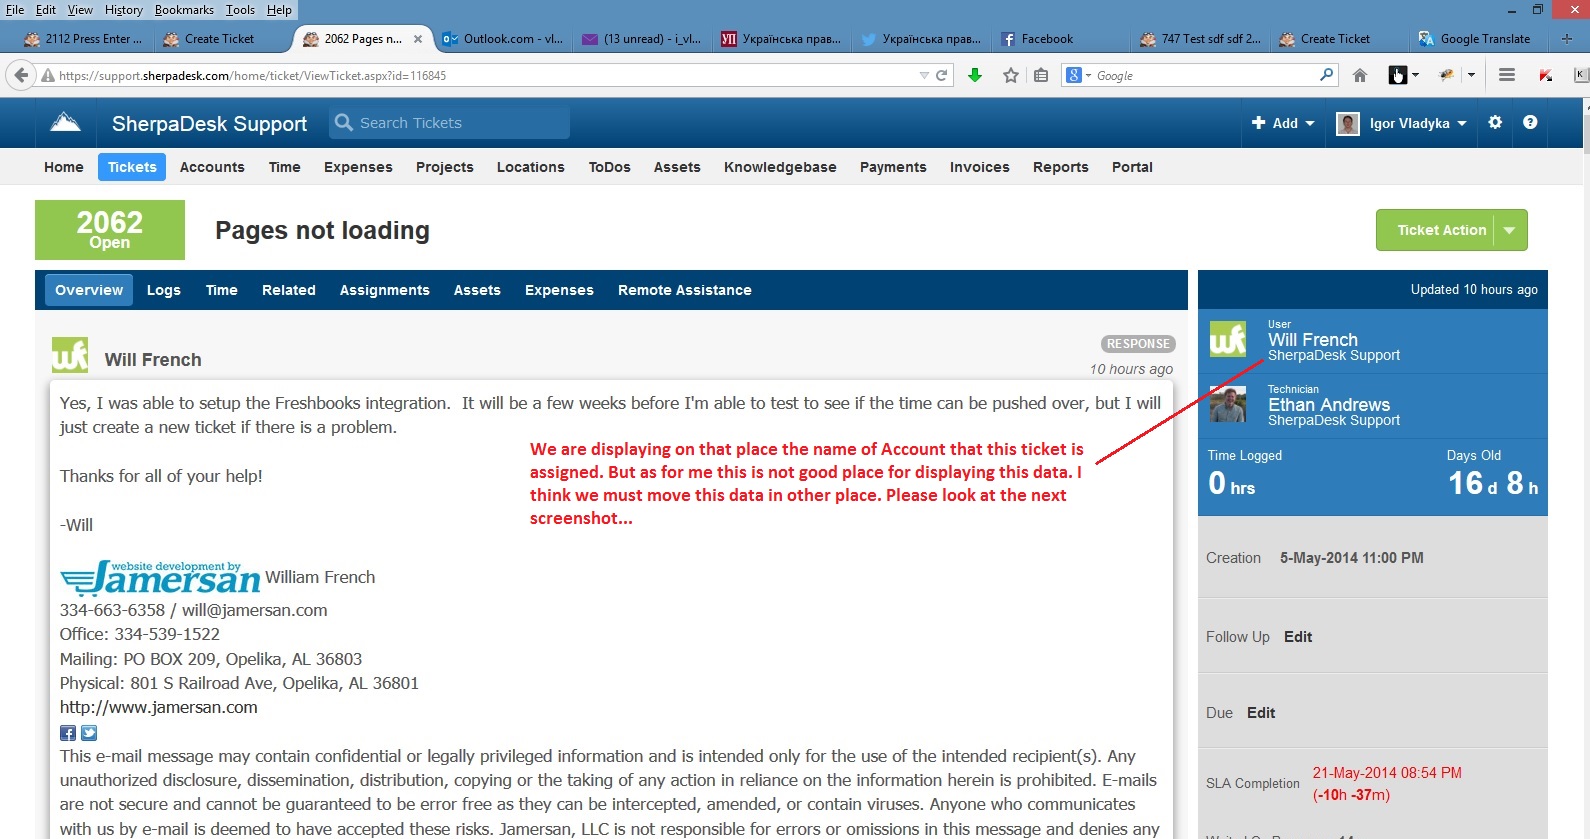 File Edit View History Bookmarks Tools Help
2112 Press Enter ... Create Ticket 2062 Pages n... Outlook.com - vl... (13 unread) - i_vl... УП Українська прав... Українська прав... Facebook 747 Test sdf sdf 2... Create Ticket Google Translate
https://support.sherpadesk.com/home/ticket/ViewTicket.aspx?id=116845 Google
SherpaDesk Support Search Tickets Add Igor Vladyka
Home Tickets Accounts Time Expenses Projects Locations ToDos Assets Knowledgebase Payments Invoices Reports Portal
2062
Open
Pages not loading
Ticket Action
Overview Logs Time Related Assignments Assets Expenses Remote Assistance
Will French
RESPONSE
10 hours ago
Yes, I was able to setup the Freshbooks integration. It will be a few weeks before I'm able to test to see if the time can be pushed over, but I will
just create a new ticket if there is a problem.
Thanks for all of your help!
-Will
We are displaying on that place the name of Account that this ticket is
assigned. But as for me this is not good place for displaying this data. I
think we must move this data in other place. Please look at the next
screenshot...
website development by
Jamersan William French
334-663-6358 / will@jamersan.com
Office: 334-539-1522
Mailing: PO BOX 209, Opelika, AL 36803
Physical: 801 S Railroad Ave, Opelika, AL 36801
http://www.jamersan.com
This e-mail message may contain confidential or legally privileged information and is intended only for the use of the intended recipient(s). Any
unauthorized disclosure, dissemination, distribution, copying or the taking of any action in reliance on the information herein is prohibited. E-mails
are not secure and cannot be guaranteed to be error free as they can be intercepted, amended, or contain viruses. Anyone who communicates
with us by e-mail is deemed to have accepted these risks. Jamersan, LLC is not responsible for errors or omissions in this message and denies any
Updated 10 hours ago
User
Will French
SherpaDesk Support
Technician
Ethan Andrews
SherpaDesk Support
Time Logged Days Old
0 hrs 16 d 8 h
Creation 5-May-2014 11:00 PM
Follow Up Edit
Due Edit
SLA Completion 21-May-2014 08:54 PM
(-10h -37m)